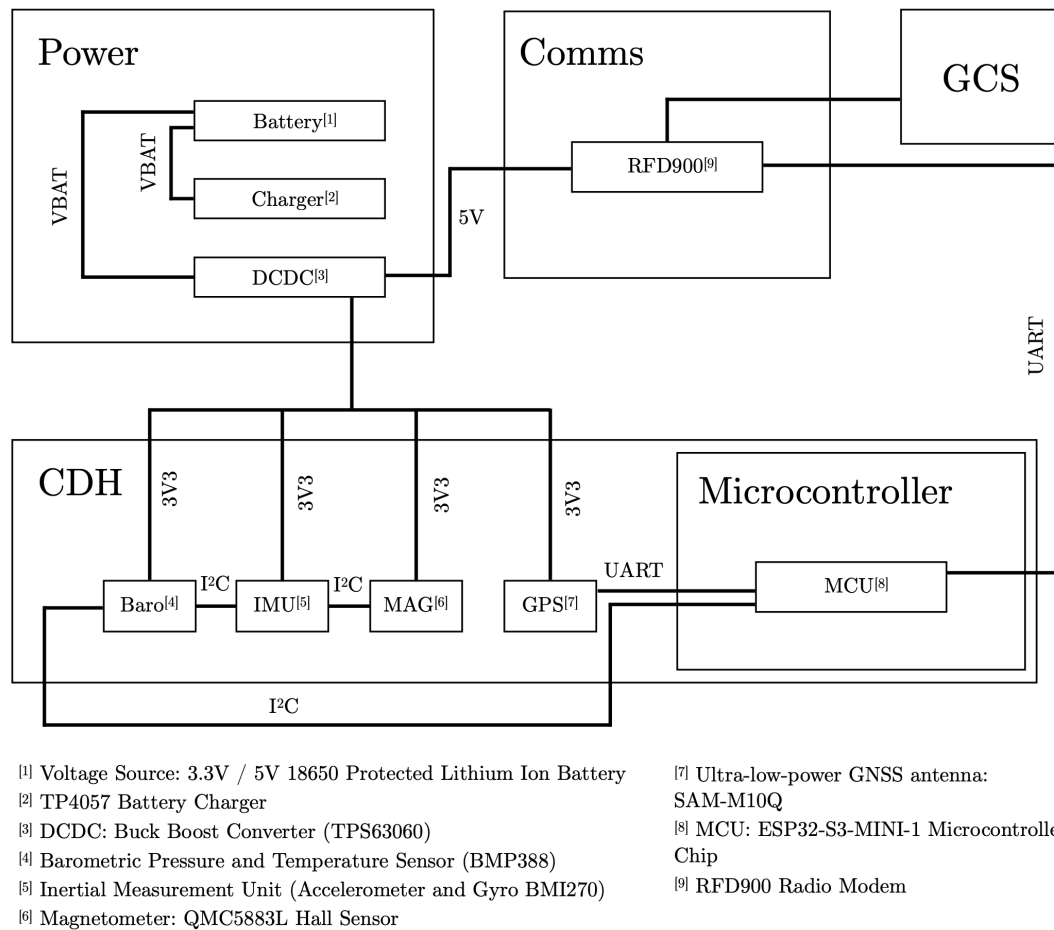 Power
Comms
GCS
Battery[1]
VBAT
VBAT
Charger[2]
DCDC[3]
5V
RFD900[9]
UART
CDH
3V3
3V3
3V3
3V3
Microcontroller
I²C
I²C
UART
Baro[4]
IMU[5]
MAG[6]
GPS[7]
MCU[8]
I²C
[1] Voltage Source: 3.3V / 5V 18650 Protected Lithium Ion Battery
[2] TP4057 Battery Charger
[3] DCDC: Buck Boost Converter (TPS63060)
[4] Barometric Pressure and Temperature Sensor (BMP388)
[5] Inertial Measurement Unit (Accelerometer and Gyro BMI270)
[6] Magnetometer: QMC5883L Hall Sensor
[7] Ultra-low-power GNSS antenna:
SAM-M10Q
[8] MCU: ESP32-S3-MINI-1 Microcontrolle
Chip
[9] RFD900 Radio Modem